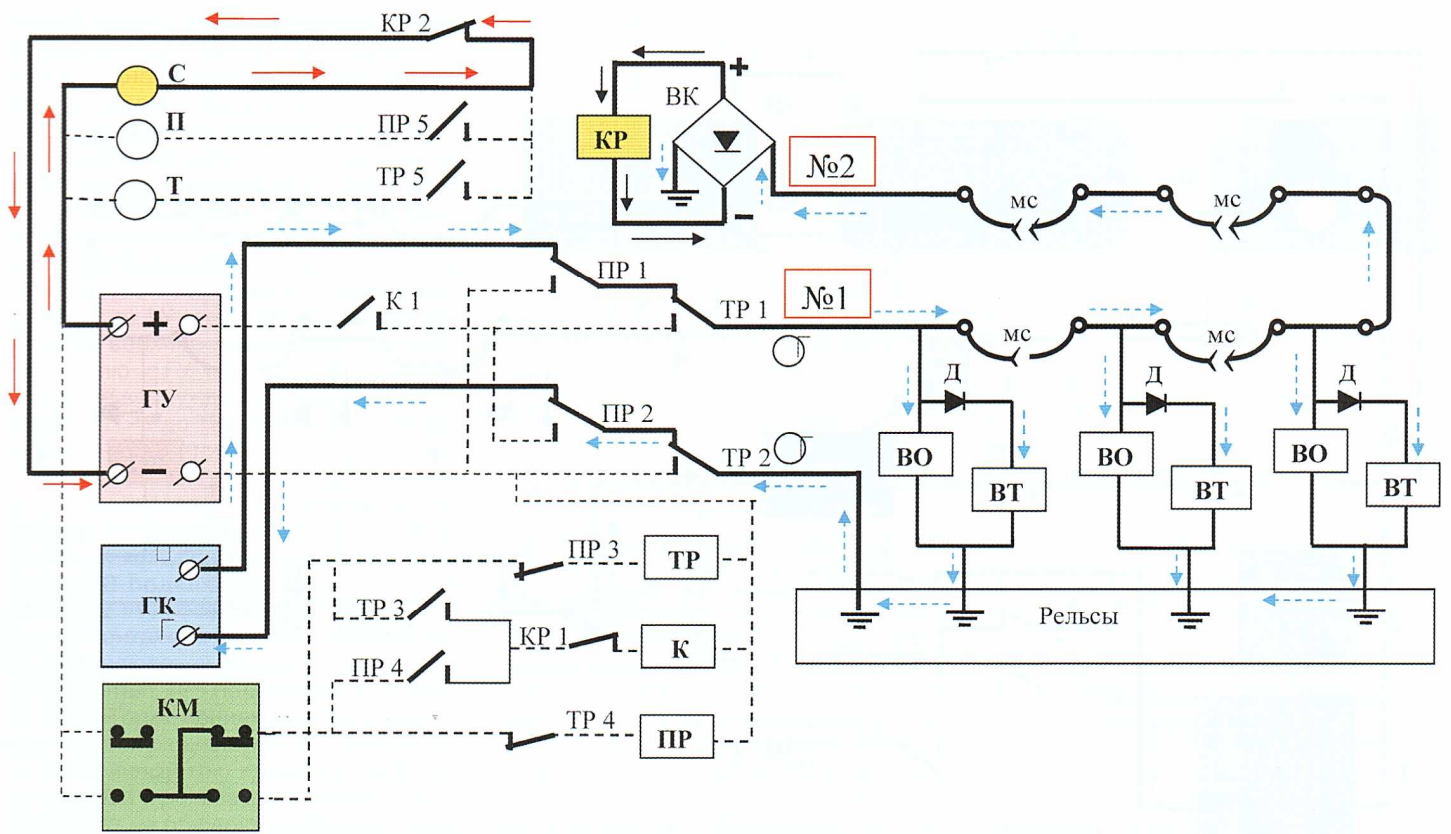 КР 2
С
П
ПР 5
Т
ТР 5
ВК
+
КР
−
№2
мс
мс
ПР 1
К 1
ТР 1
№1
мс
мс
+
ГУ
−
ПР 2
ТР 2
Д
Д
Д
ВО
ВТ
ВО
ВТ
ВО
ВТ
ГК
ПР 3
ТР
ТР 3
КР 1
К
ПР 4
Рельсы
КМ
ТР 4
ПР
~